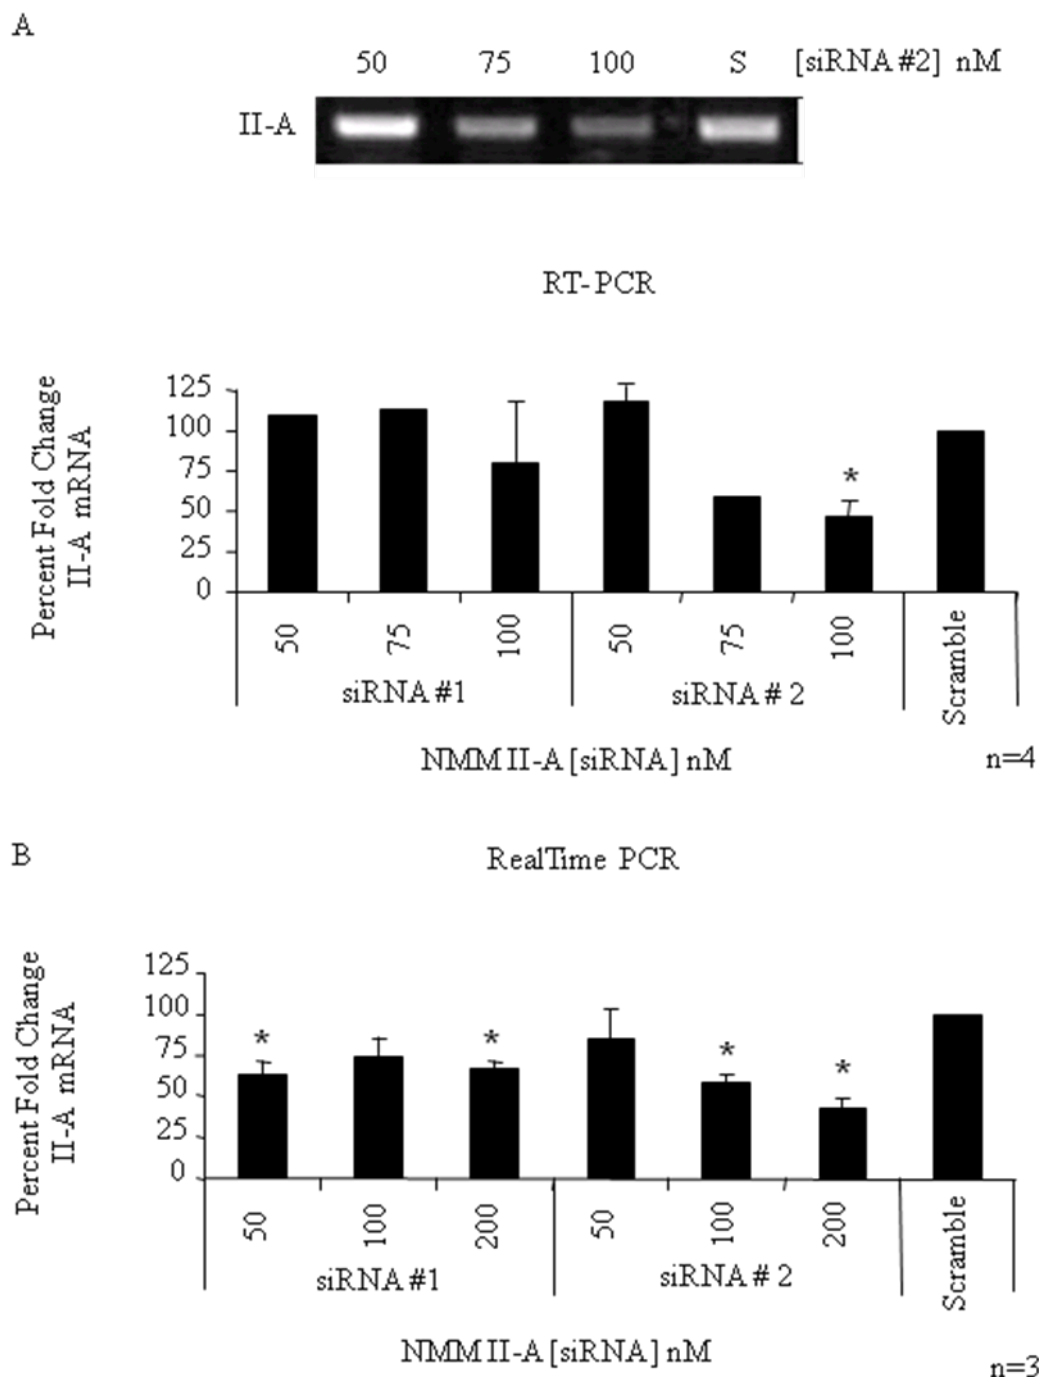 A
50 75 100 S [siRNA #2] nM
II-A
RT-PCR
Percent Fold Change
II-A mRNA
125
100
75
50
25
0
50 75 100 50 75 100 Scramble
siRNA #1 siRNA # 2
*
NMM II-A [siRNA] nM
n=4
B
RealTime PCR
Percent Fold Change
II-A mRNA
125
100
75
50
25
0
* * * *
50 100 200 50 100 200 Scramble
siRNA #1 siRNA # 2
NMM II-A [siRNA] nM
n=3